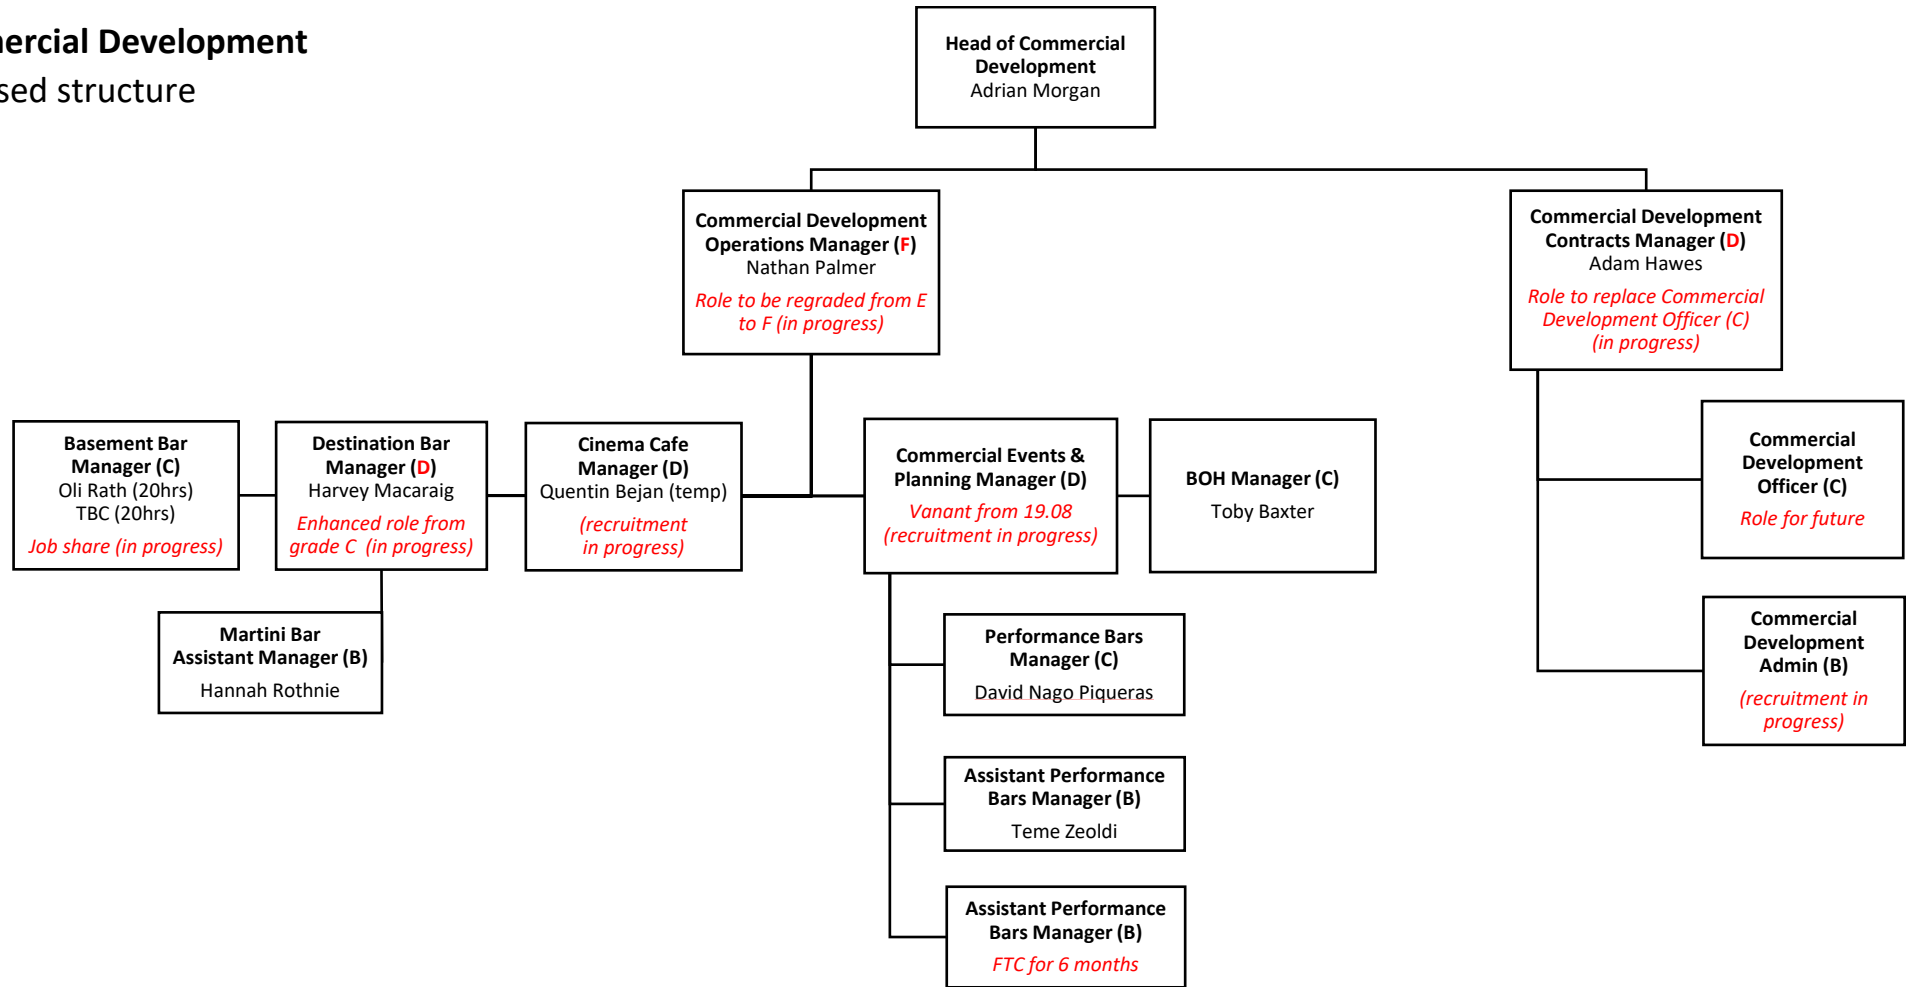 mercial Development
sed structure
Head of Commercial
Development
Adrian Morgan
Commercial Development
Operations Manager (F)
Nathan Palmer
Role to be regraded from E
to F (in progress)
Commercial Development
Contracts Manager (D)
Adam Hawes
Role to replace Commercial
Development Officer (C)
(in progress)
Basement Bar
Manager (C)
Oli Rath (20hrs)
TBC (20hrs)
Job share (in progress)
Destination Bar
Manager (D)
Harvey Macaraig
Enhanced role from
grade C (in progress)
Cinema Cafe
Manager (D)
Quentin Bejan (temp)
(recruitment
in progress)
Commercial Events &
Planning Manager (D)
Vanant from 19.08
(recruitment in progress)
BOH Manager (C)
Toby Baxter
Commercial
Development
Officer (C)
Role for future
Martini Bar
Assistant Manager (B)
Hannah Rothnie
Performance Bars
Manager (C)
David Nago Piqueras
Commercial
Development
Admin (B)
(recruitment in
progress)
Assistant Performance
Bars Manager (B)
Teme Zeoldi
Assistant Performance
Bars Manager (B)
FTC for 6 months